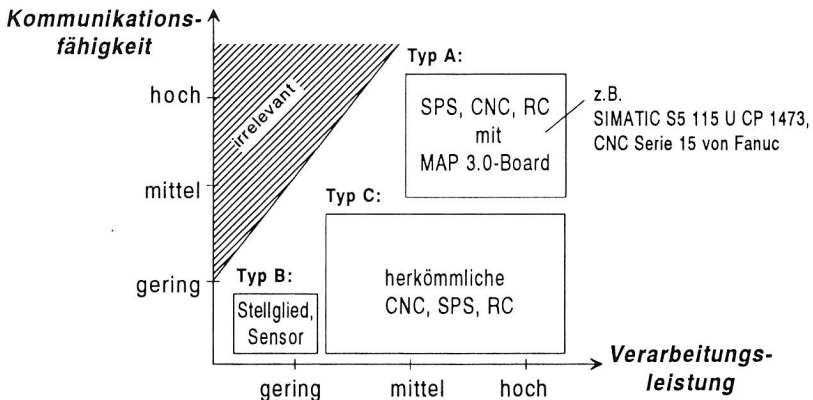 Kommunikations-
fähigkeit
hoch
mittel
gering
irrelevant
Typ A:
SPS, CNC, RC
mit
MAP 3.0-Board
z.B.
SIMATIC S5 115 U CP 1473,
CNC Serie 15 von Fanuc
Typ C:
herkömmliche
CNC, SPS, RC
Typ B:
Stellglied,
Sensor
gering
mittel
hoch
Verarbeitungs-
leistung